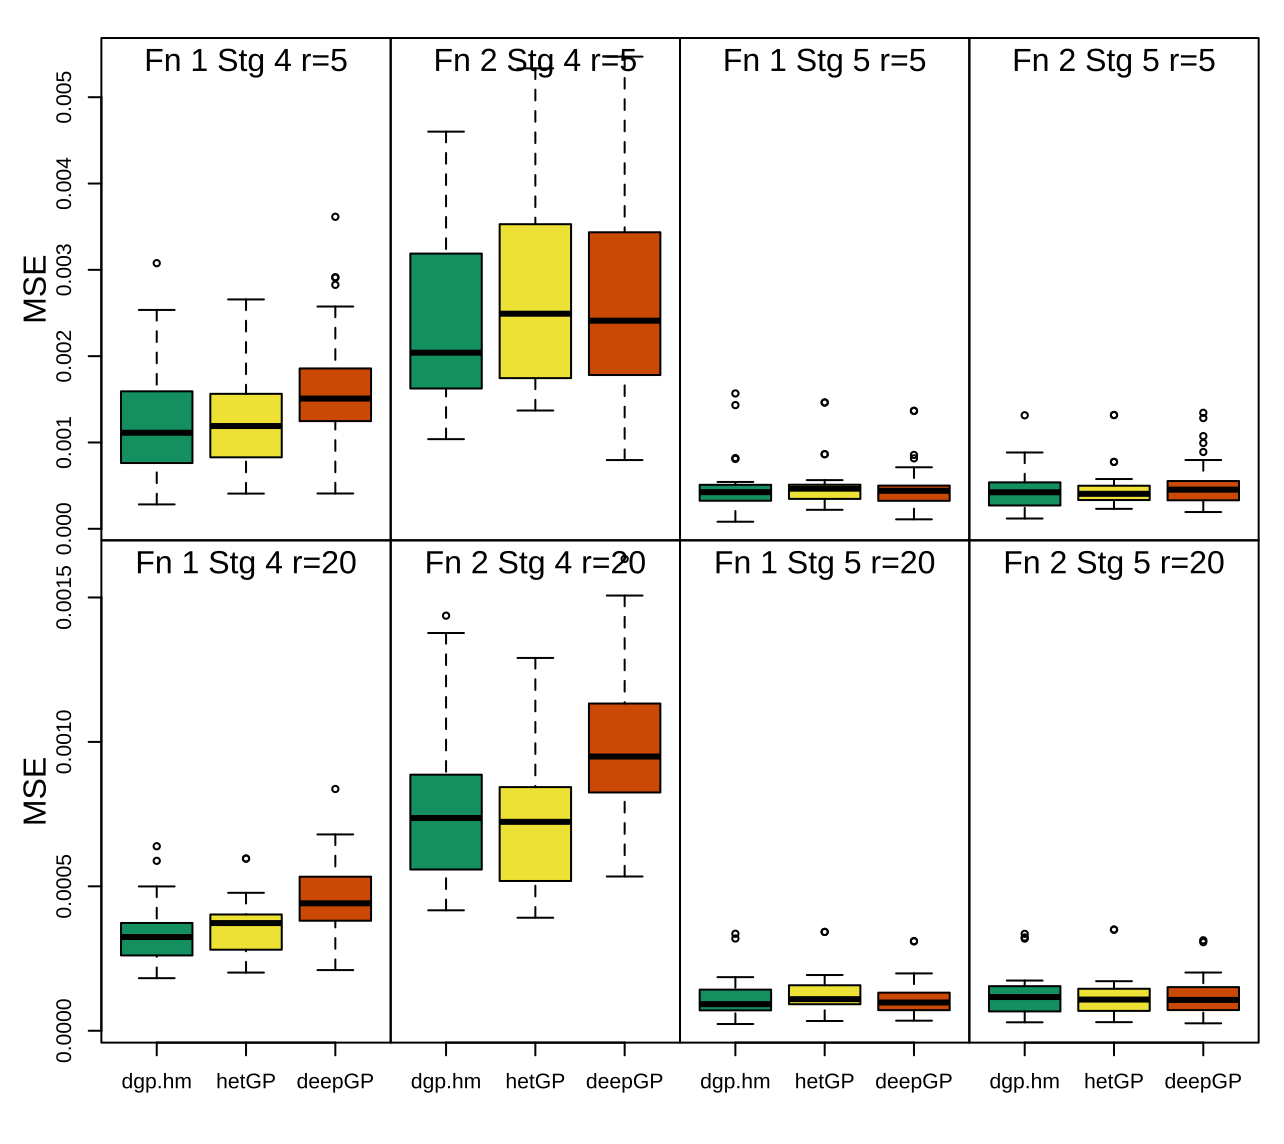 Fn 1 Stg 4 r=5
Fn 2 Stg 4 r=5
Fn 1 Stg 5 r=5
Fn 2 Stg 5 r=5
MSE
0.005
0.004
0.003
0.002
0.001
0.000
Fn 1 Stg 4 r=20
Fn 2 Stg 4 r=20
Fn 1 Stg 5 r=20
Fn 2 Stg 5 r=20
MSE
0.0015
0.0010
0.0005
0.0000
dgp.hm hetGP deepGP
dgp.hm hetGP deepGP
dgp.hm hetGP deepGP
dgp.hm hetGP deepGP